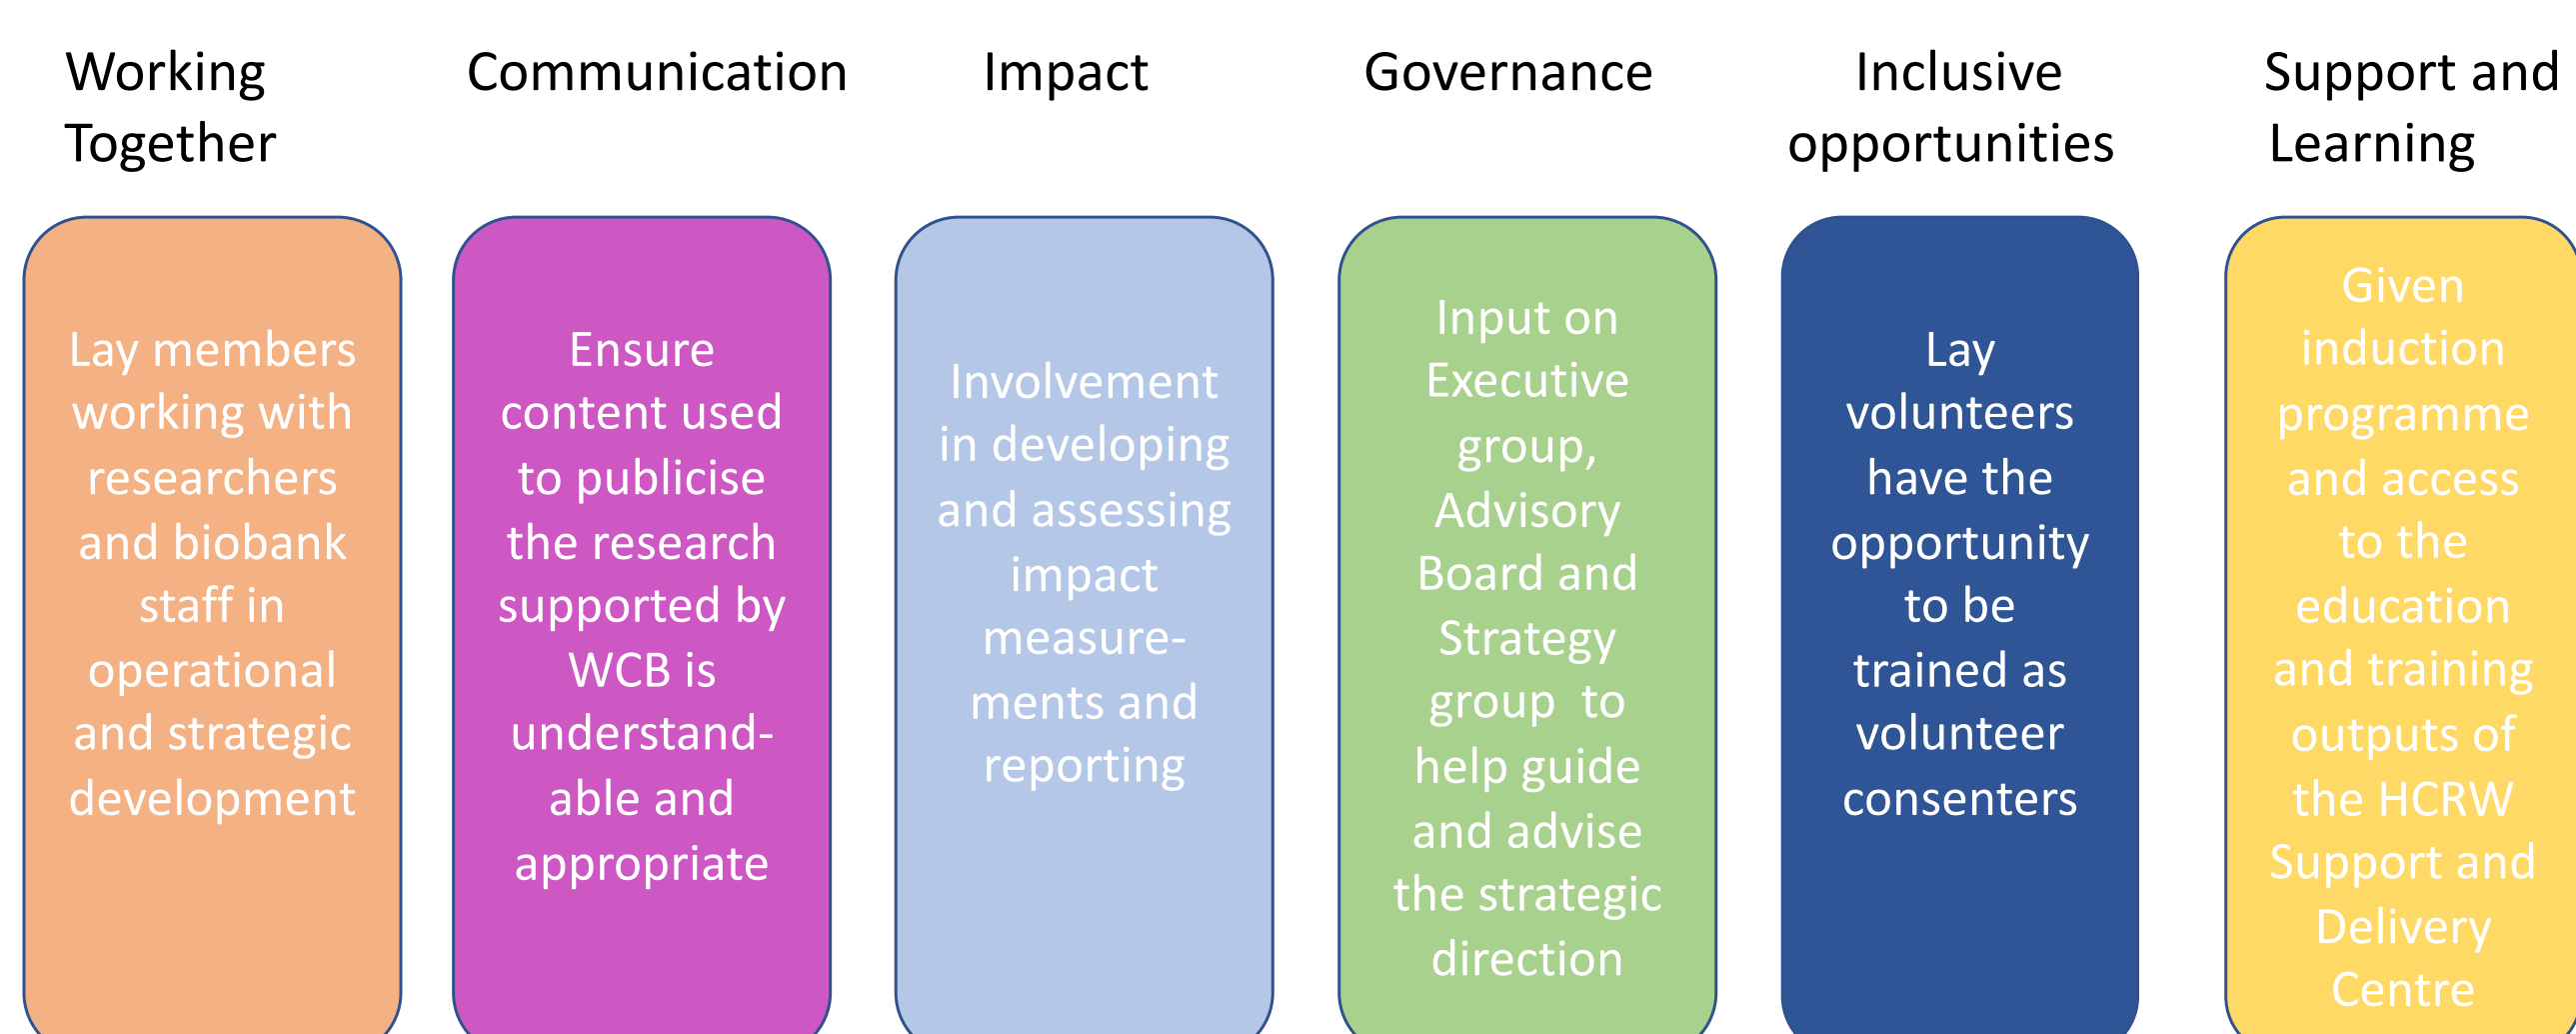 Working
Together
Lay members
working with
researchers
and biobank
staff in
operational
and strategic
development
Communication
Ensure
content used
to publicise
the research
supported by
WCB is
understand-
able and
appropriate
Impact
Involvement
in developing
and assessing
impact
measure-
ments and
reporting
Governance
Input on
Executive
group,
Advisory
Board and
Strategy
group  to
help guide
and advise
the strategic
direction
Inclusive
opportunities
Lay
volunteers
have the
opportunity
to be
trained as
volunteer
consenters
Support and
Learning
Given
induction
programme
and access
to the
education
and training
outputs of
the HCRW
Support and
Delivery
Centre